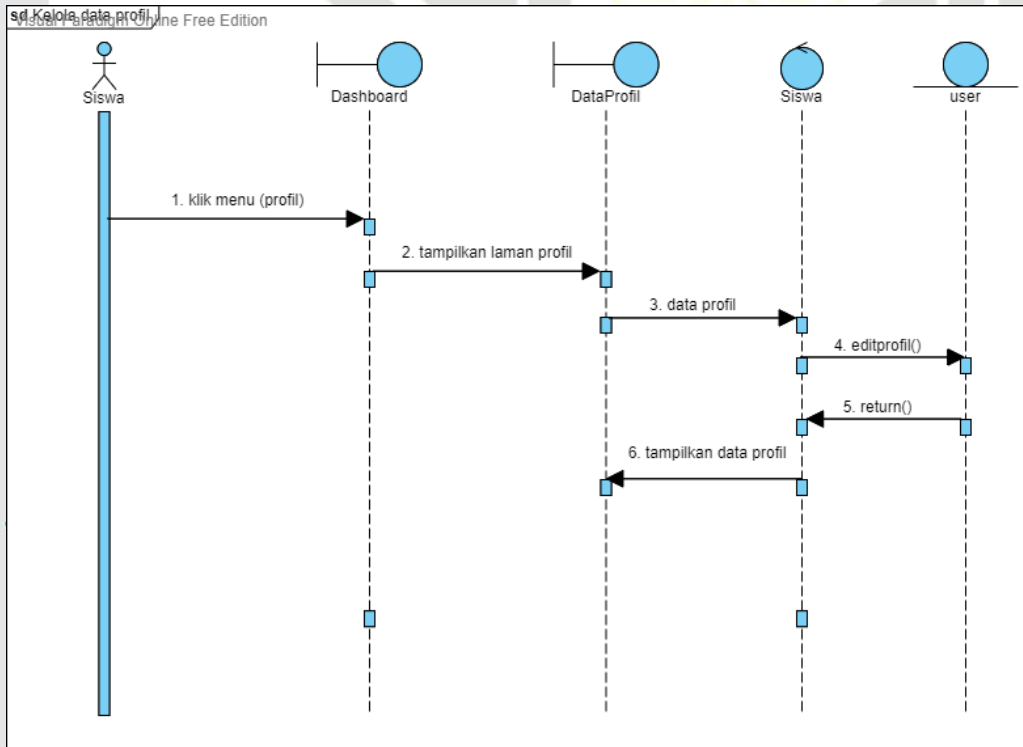 sd Kelola data profil
Visual Paradigm Online Free Edition
Siswa
Dashboard
DataProfil
Siswa
user
1. klik menu (profil)
2. tampilkan laman profil
3. data profil
4. editprofil()
5. return()
6. tampilkan data profil